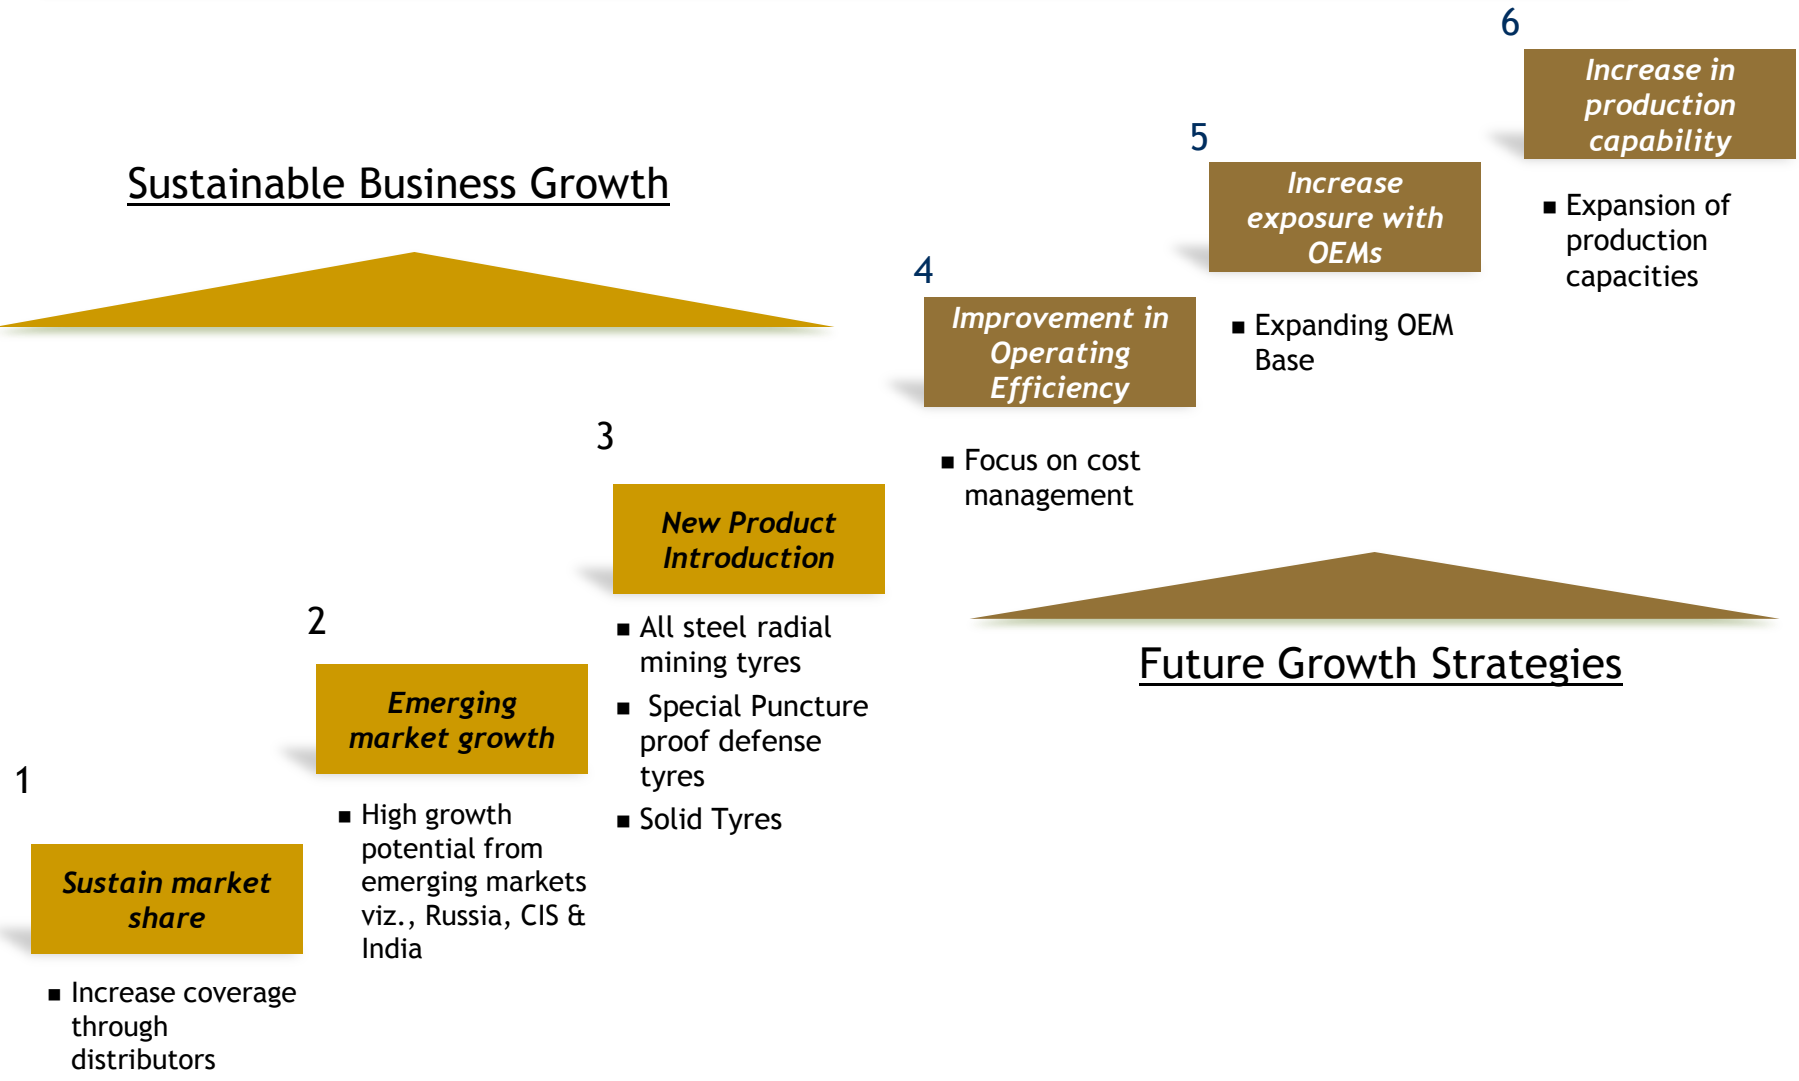 Sustainable Business Growth
1
Sustain market
share
■ Increase coverage
through
distributors
2
Emerging
market growth
■ High growth
potential from
emerging markets
viz., Russia, CIS &
India
3
New Product
Introduction
■ All steel radial
mining tyres
■ Special Puncture
proof defense
tyres
■ Solid Tyres
4
Improvement in
Operating
Efficiency
■ Focus on cost
management
5
Increase
exposure with
OEMs
■ Expanding OEM
Base
6
Increase in
production
capability
■ Expansion of
production
capacities
Future Growth Strategies